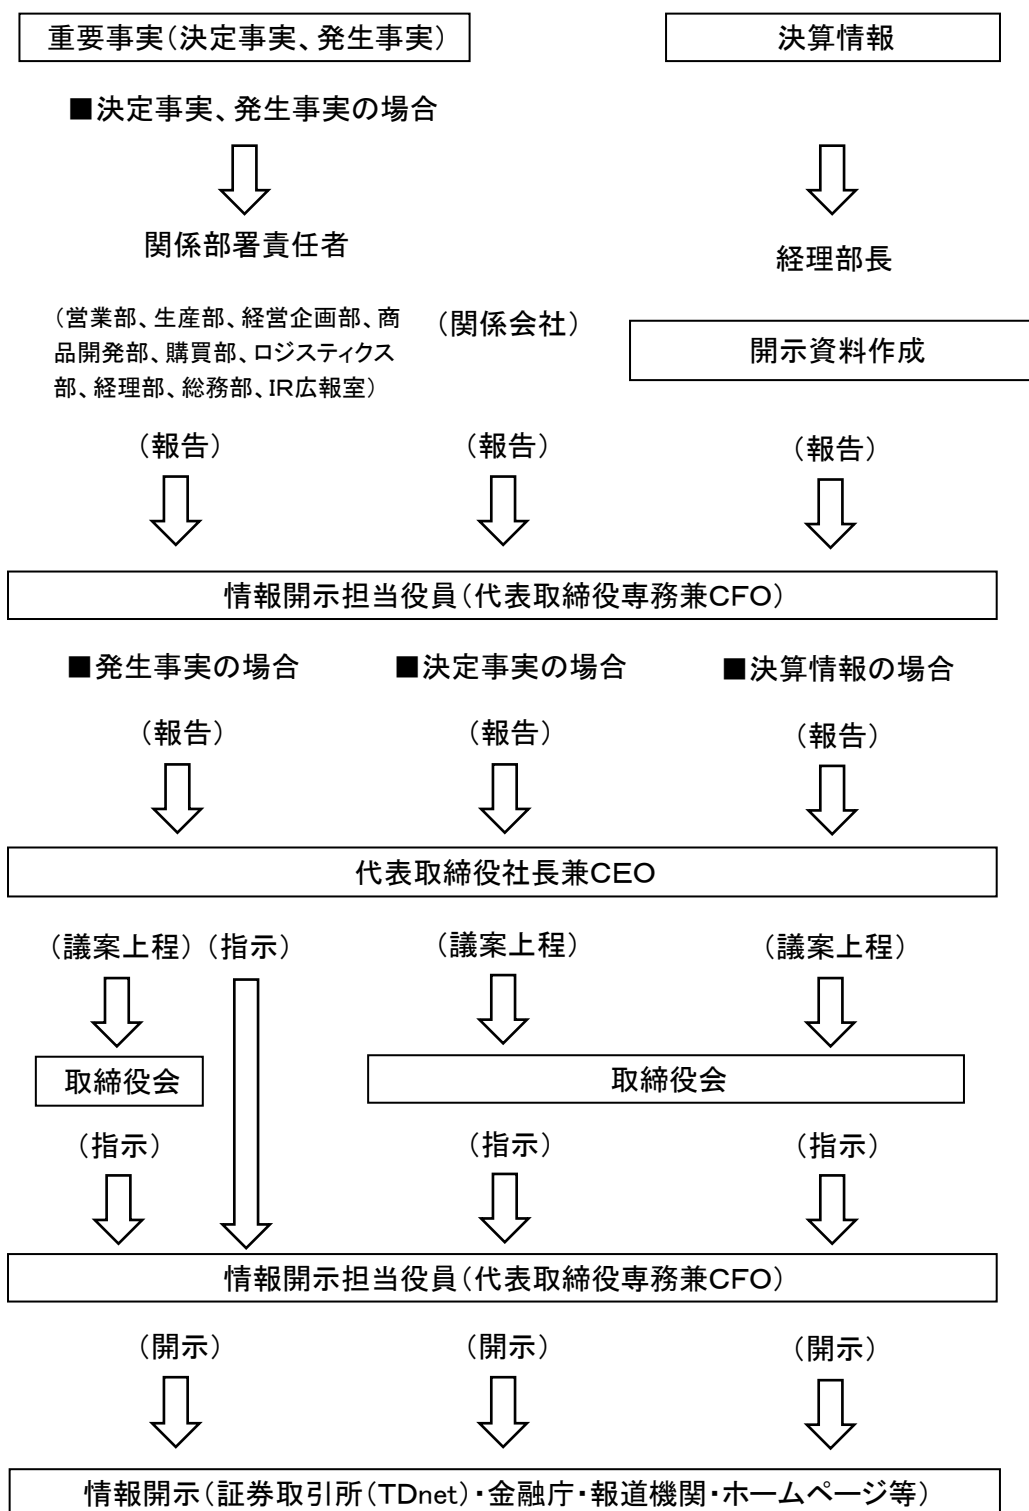 重要事実(決定事実、発生事実)
決算情報
■決定事実、発生事実の場合
関係部署責任者
経理部長
(営業部、生産部、経営企画部、商
品開発部、購買部、ロジスティクス
部、経理部、総務部、IR広報室)
(関係会社)
開示資料作成
(報告)
(報告)
(報告)
情報開示担当役員(代表取締役専務兼CFO)
■発生事実の場合
■決定事実の場合
■決算情報の場合
(報告)
(報告)
(報告)
代表取締役社長兼CEO
(議案上程)
(指示)
(議案上程)
(議案上程)
取締役会
取締役会
(指示)
(指示)
(指示)
情報開示担当役員(代表取締役専務兼CFO)
(開示)
(開示)
(開示)
情報開示(証券取引所(TDnet)・金融庁・報道機関・ホームページ等)